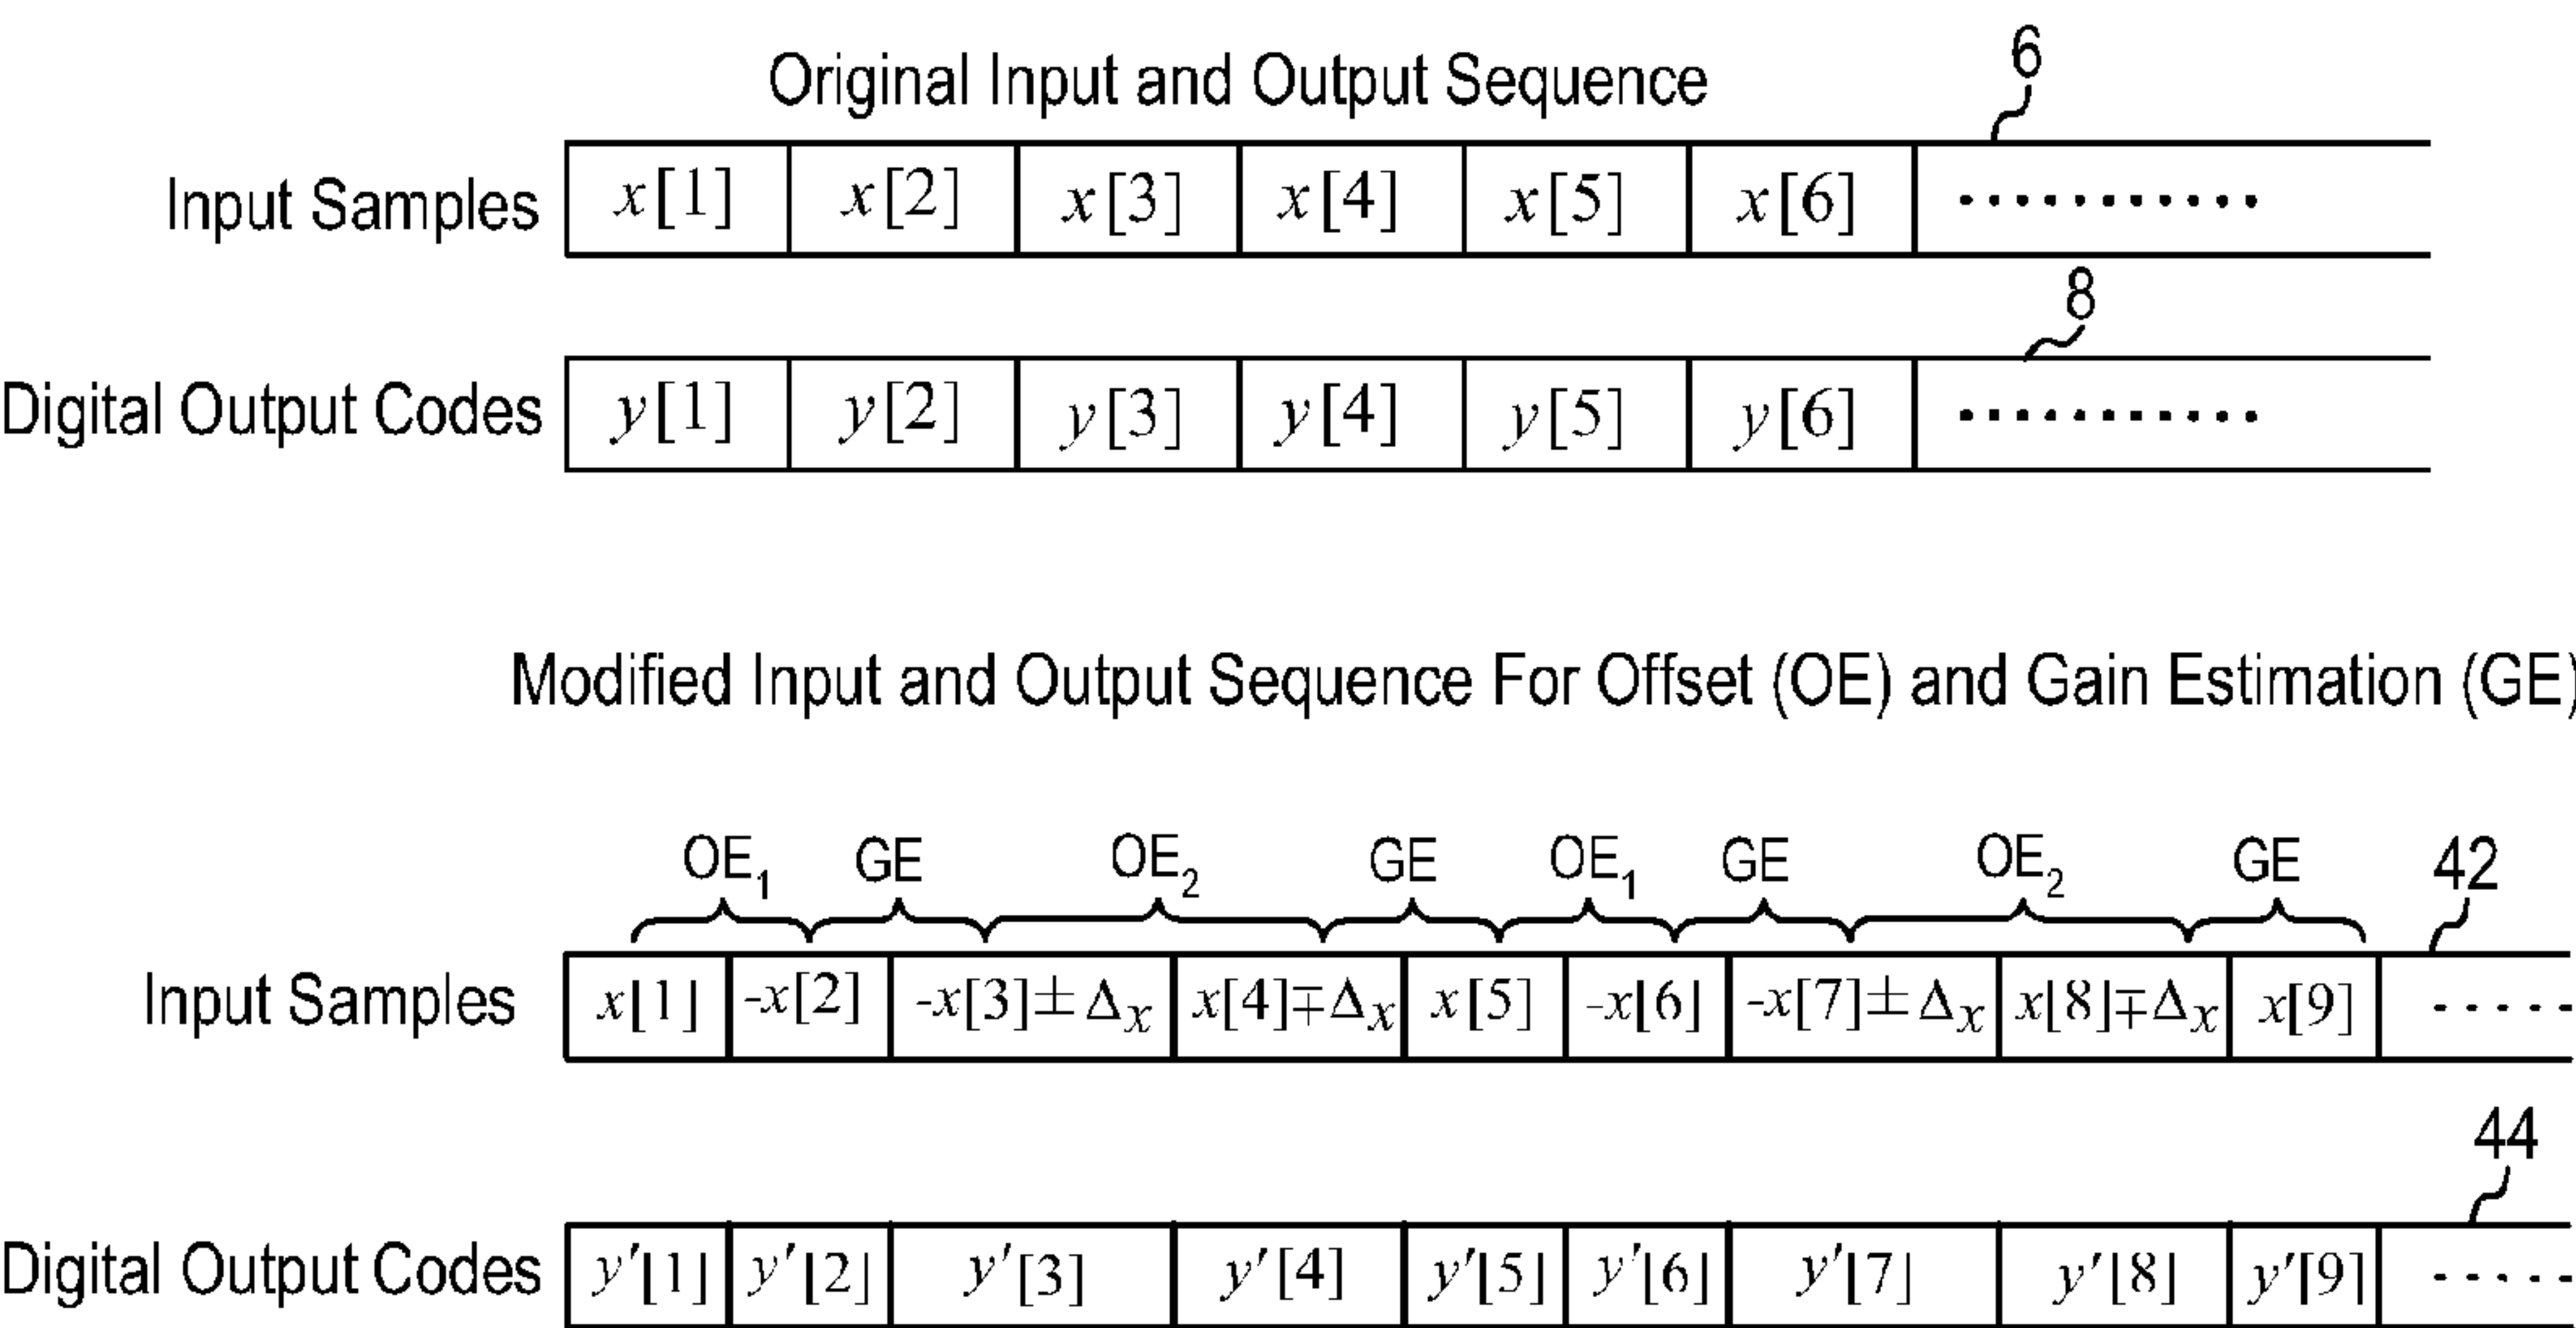 Original Input and Output Sequence
6
Input Samples x[1] x[2] x[3] x[4] x[5] x[6] ...........
8
Digital Output Codes y[1] y[2] y[3] y[4] y[5] y[6] ...........
Modified Input and Output Sequence For Offset (OE) and Gain Estimation (GE)
OE₁ GE OE₂ GE OE₁ GE OE₂ GE 42
Input Samples x[1] -x[2] -x[3]±Δx x[4]∓Δx x[5] -x[6] -x[7]±Δx x[8]∓Δx x[9] -----
44
Digital Output Codes y'[1] y'[2] y'[3] y'[4] y'[5] y'[6] y'[7] y'[8] y'[9] -----